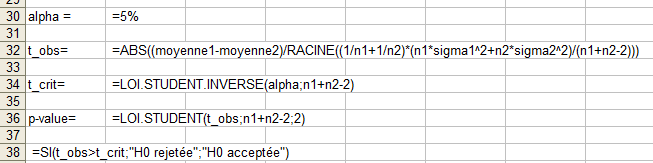 30 alpha = =5%
31
32 t_obs= =ABS((moyenne1-moyenne2)/RACINE((1/n1+1/n2)*(n1*sigma1^2+n2*sigma2^2)/(n1+n2-2)))
33
34 t_crit= =LOI.STUDENT.INVERSE(alpha;n1+n2-2)
35
36 p-value= =LOI.STUDENT(t_obs;n1+n2-2;2)
37
38 =SI(t_obs>t_crit;"H0 rejetée";"H0 acceptée")